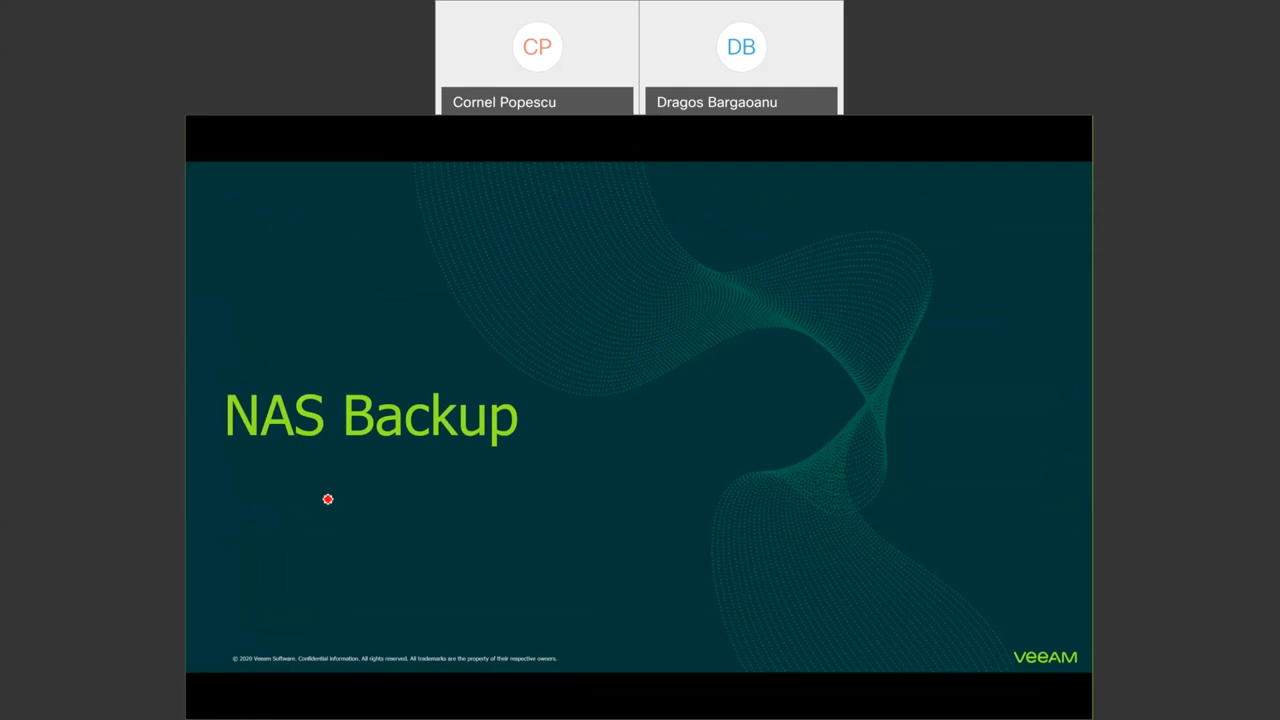 CP
DB
Cornel Popescu
Dragos Bargaoanu
NAS Backup
© 2020 Veeam Software. Confidential information. All rights reserved. All trademarks are the property of their respective owners.
veeAM